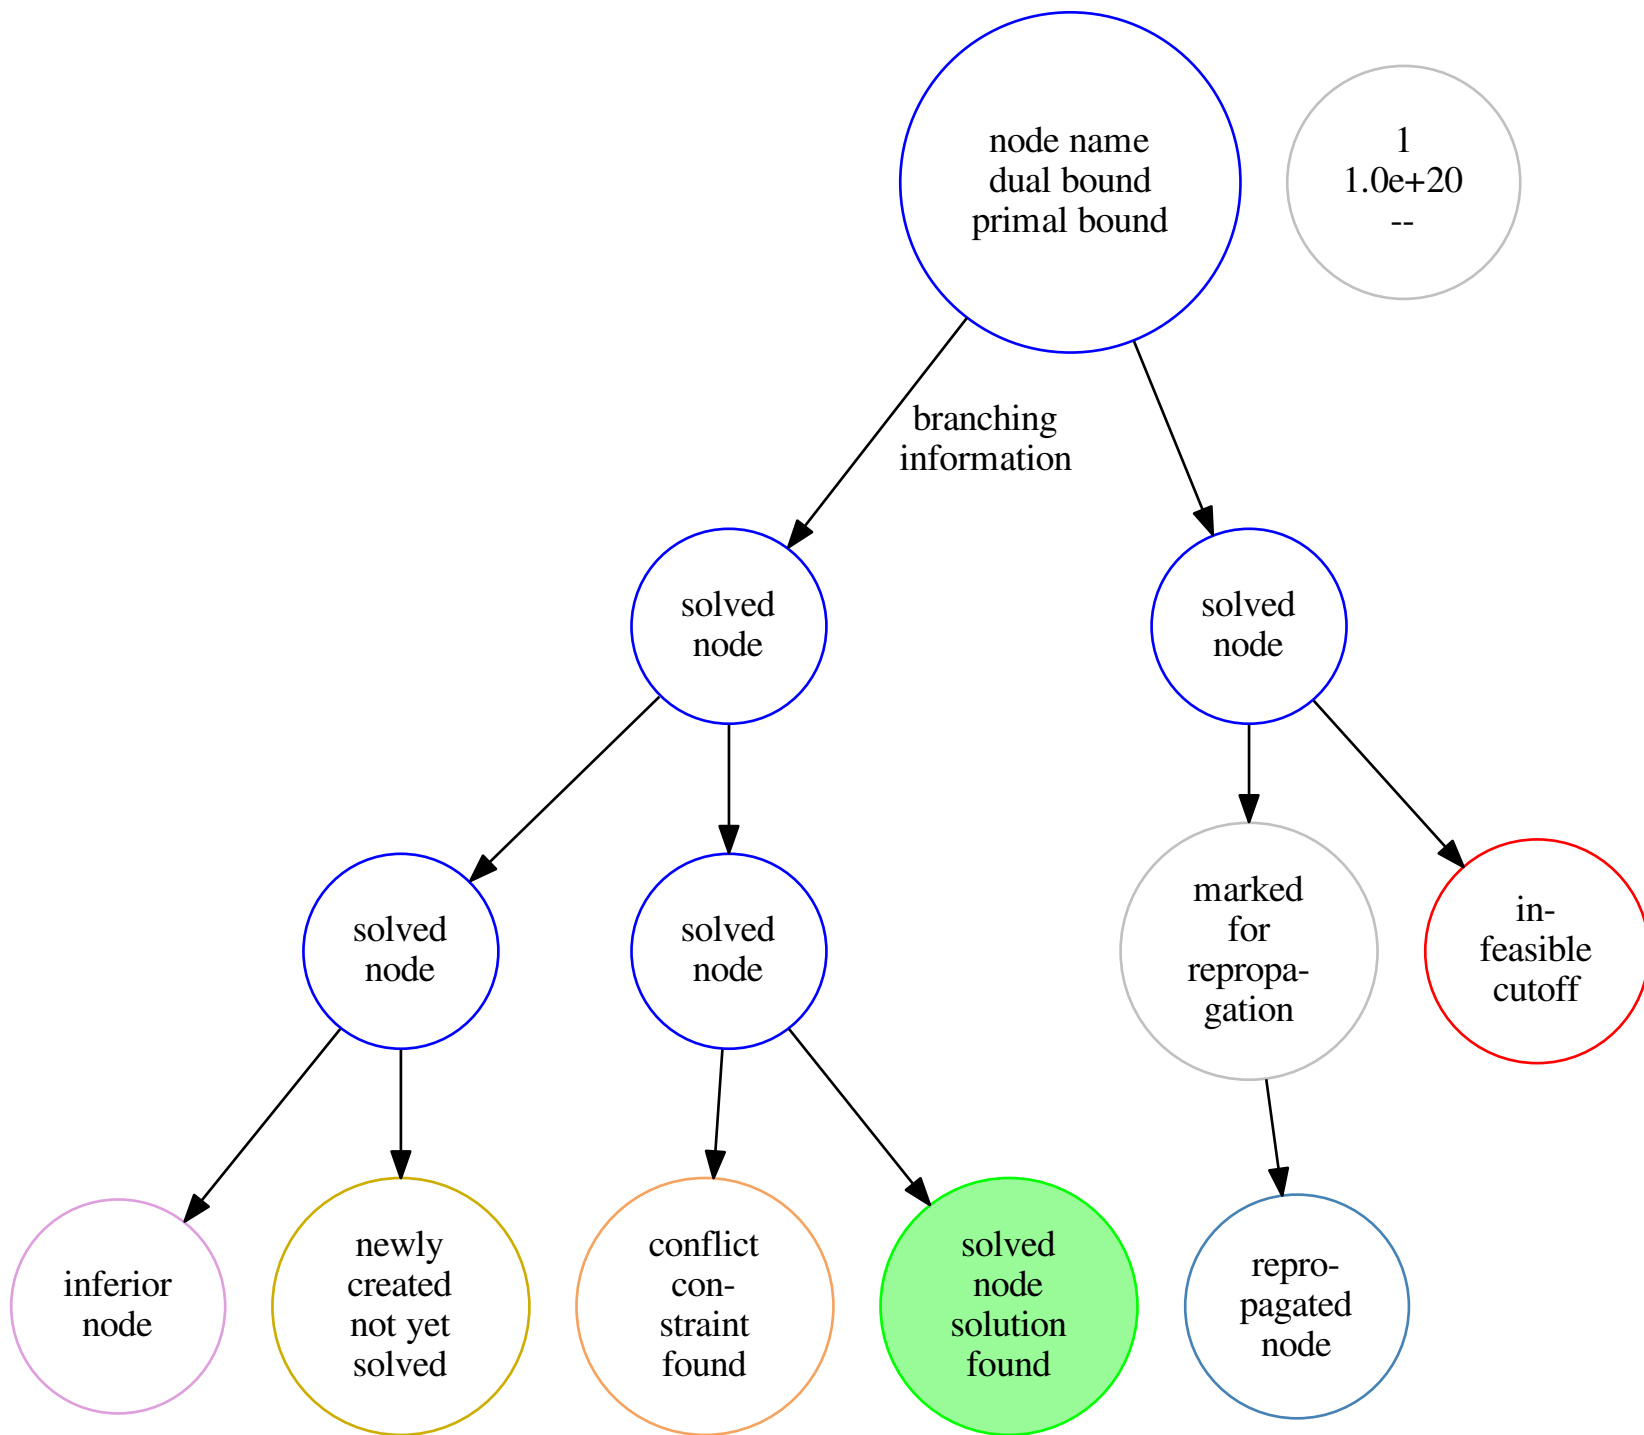 node name
dual bound
primal bound
1
1.0e+20
--
branching
information
solved
node
solved
node
solved
node
solved
node
marked
for
repropa-
gation
in-
feasible
cutoff
inferior
node
newly
created
not yet
solved
conflict
con-
straint
found
solved
node
solution
found
repro-
pagated
node